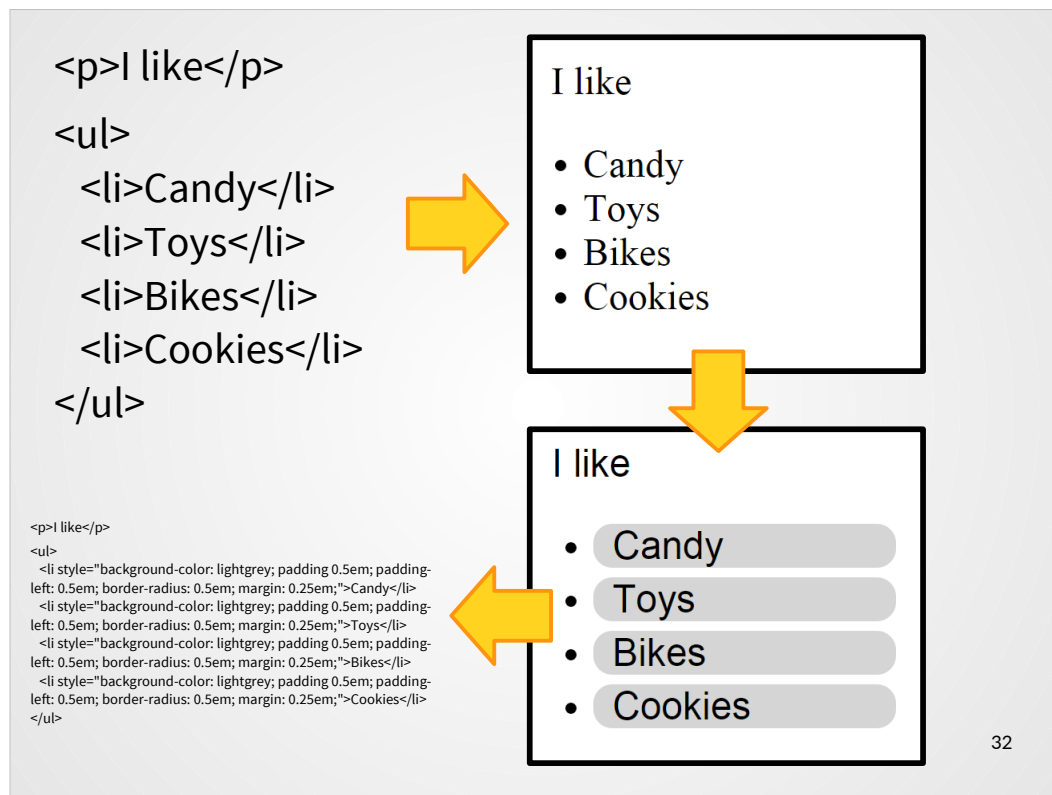 <p>I like</p>
<ul>
<li>Candy</li>
<li>Toys</li>
<li>Bikes</li>
<li>Cookies</li>
</ul>
I like
• Candy
• Toys
• Bikes
• Cookies
I like
• Candy
• Toys
• Bikes
• Cookies
<p>I like</p>
<ul>
<li style="background-color: lightgrey; padding 0.5em; padding-
left: 0.5em; border-radius: 0.5em; margin: 0.25em;">Candy</li>
<li style="background-color: lightgrey; padding 0.5em; padding-
left: 0.5em; border-radius: 0.5em; margin: 0.25em;">Toys</li>
<li style="background-color: lightgrey; padding 0.5em; padding-
left: 0.5em; border-radius: 0.5em; margin: 0.25em;">Bikes</li>
<li style="background-color: lightgrey; padding 0.5em; padding-
left: 0.5em; border-radius: 0.5em; margin: 0.25em;">Cookies</li>
</ul>
32